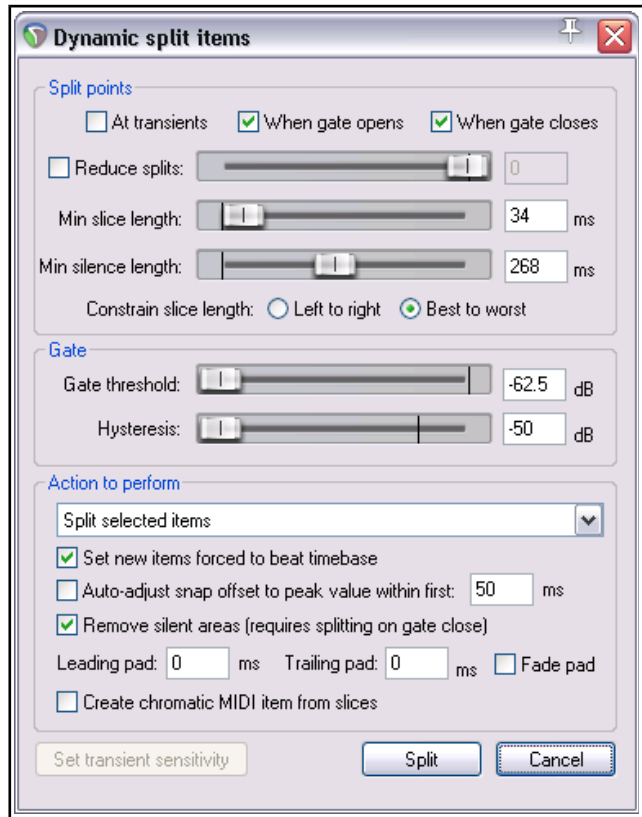 Dynamic split items
Split points
At transients When gate opens When gate closes
Reduce splits: 0
Min slice length: 34 ms
Min silence length: 268 ms
Constrain slice length: Left to right Best to worst
Gate
Gate threshold: -62.5 dB
Hysteresis: -50 dB
Action to perform
Split selected items
Set new items forced to beat timebase
Auto-adjust snap offset to peak value within first: 50 ms
Remove silent areas (requires splitting on gate close)
Leading pad: 0 ms Trailing pad: 0 ms Fade pad
Create chromatic MIDI item from slices
Set transient sensitivity Split Cancel